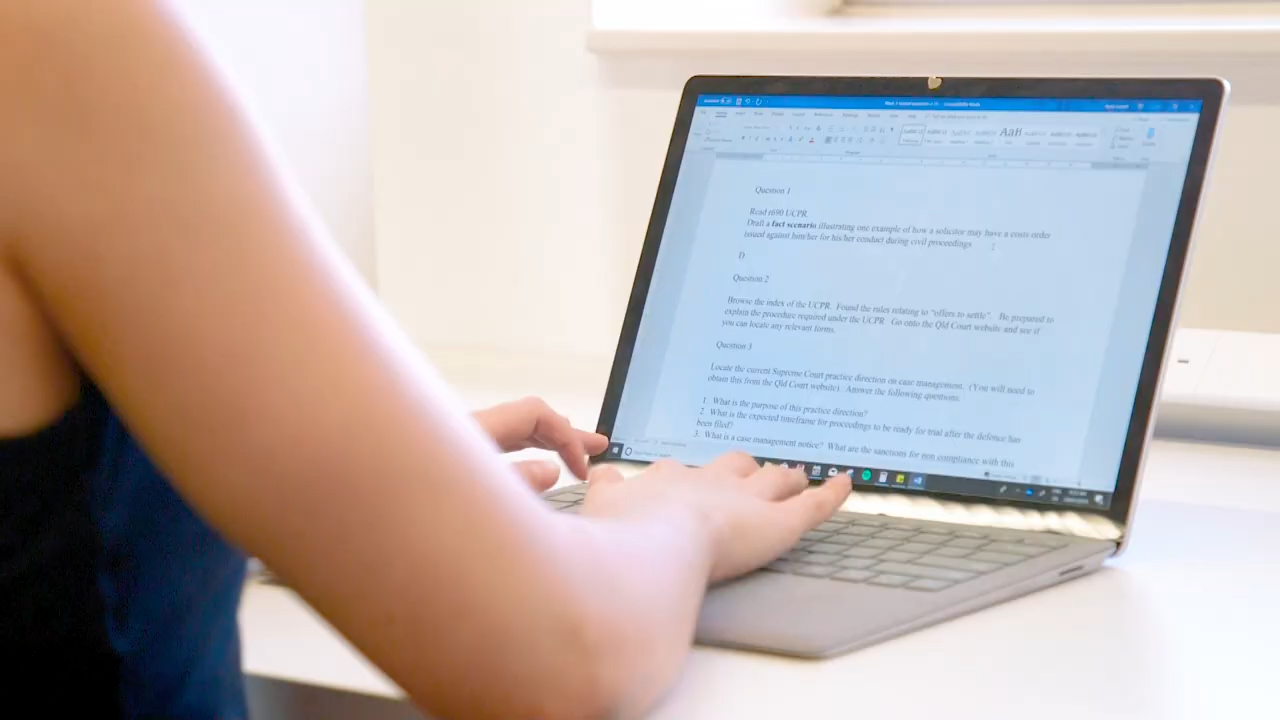 Question 1
Read r690 UCPR
Draft a fact scenario illustrating one example of how a solicitor may have a costs order
issued against him/her for his/her conduct during civil proceedings.
D
Question 2
Browse the index of the UCPR. Found the rules relating to "offers to settle". Be prepared to
explain the procedure required under the UCPR. Go onto the Qld Court website and see if
you can locate any relevant forms.
Question 3
Locate the current Supreme Court practice direction on case management. (You will need to
obtain this from the Qld Court website). Answer the following questions.
1. What is the purpose of this practice direction?
2. What is the expected timeframe for proceedings to be ready for trial after the defence has
been filed?
3. What is a case management notice? What are the sanctions for non compliance with this